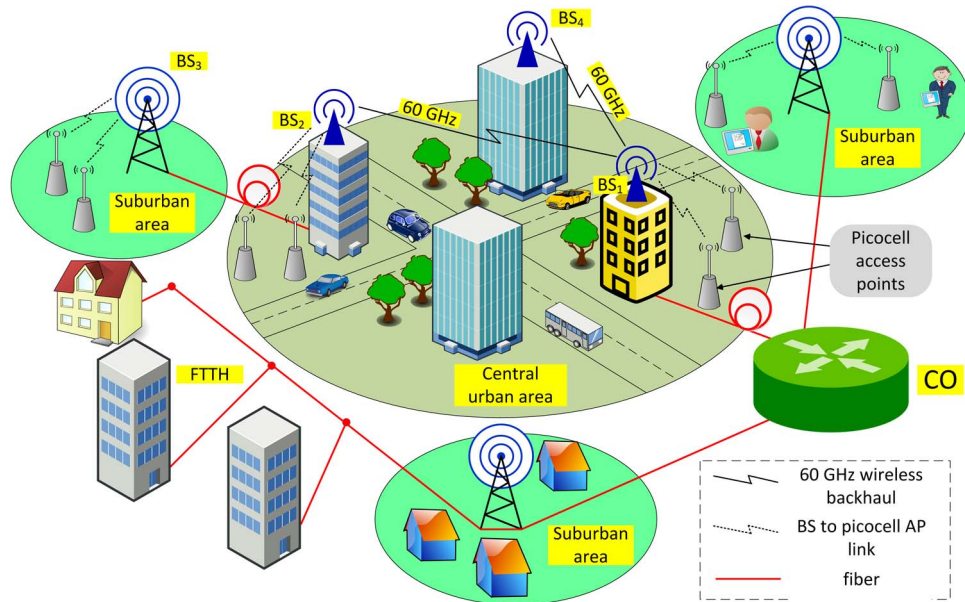 BS4
BS3
60 GHz
60 GHz
BS2
Suburban
area
BS1
Suburban
area
Picocell
access
points
FTTH
Central
urban area
CO
Suburban
area
60 GHz wireless
backhaul
BS to picocell AP
link
fiber